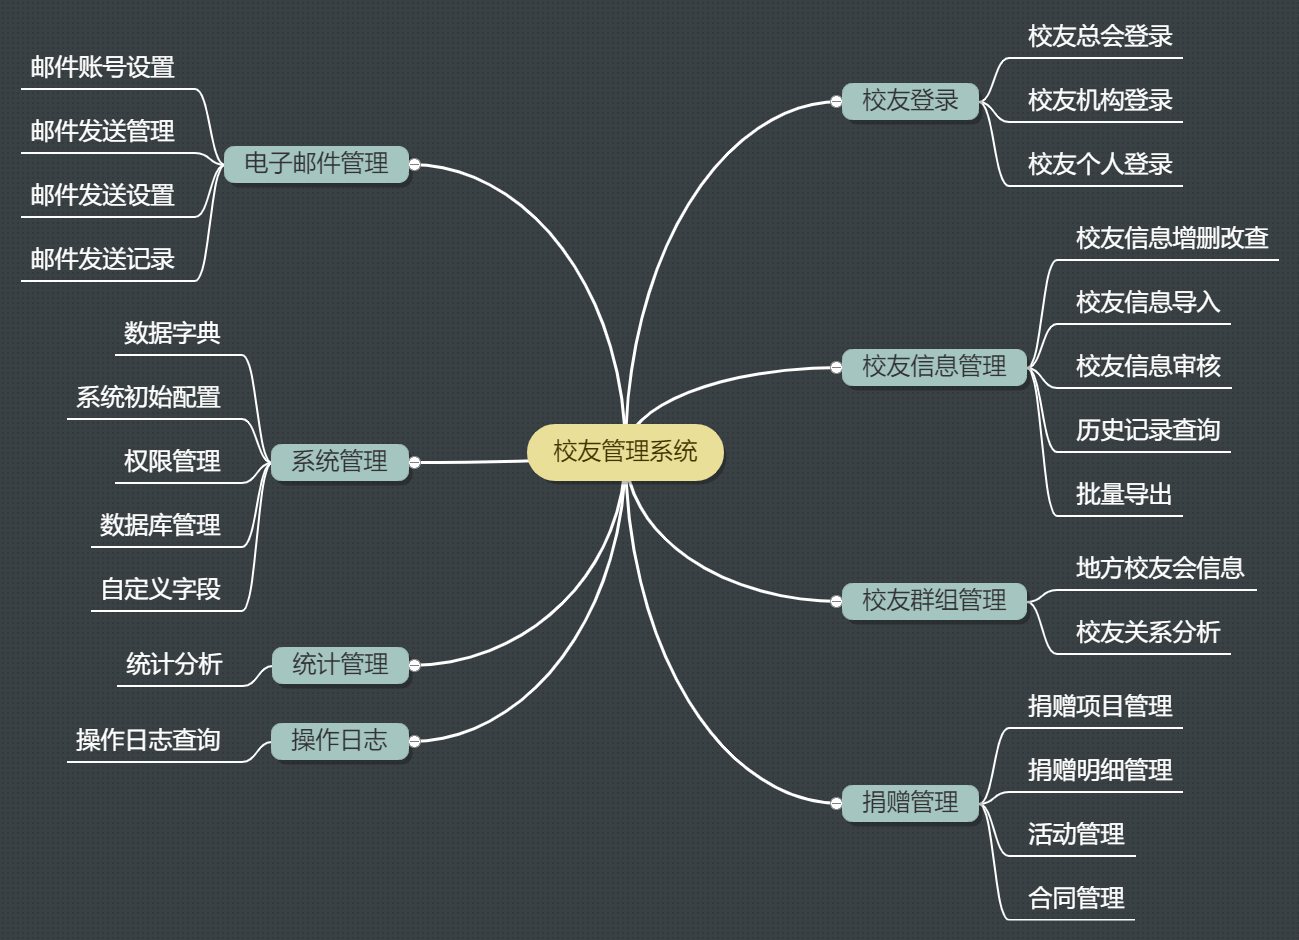 校友管理系统
校友登录
校友总会登录
校友机构登录
校友个人登录
校友信息管理
校友信息增删改查
校友信息导入
校友信息审核
历史记录查询
批量导出
校友群组管理
地方校友会信息
校友关系分析
捐赠管理
捐赠项目管理
捐赠明细管理
活动管理
合同管理
电子邮件管理
邮件账号设置
邮件发送管理
邮件发送设置
邮件发送记录
系统管理
数据字典
系统初始配置
权限管理
数据库管理
自定义字段
统计管理
统计分析
操作日志
操作日志查询